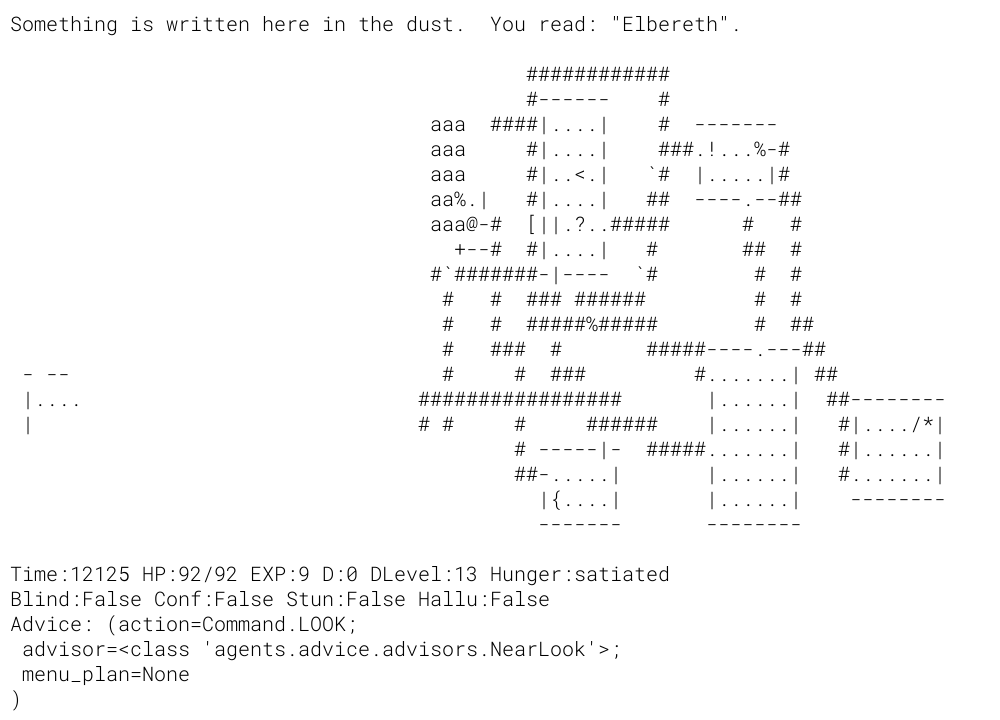 Something is written here in the dust.  You read: "Elbereth".

                                           ############
                                           #------    #
                                   aaa  ####|....|    #  -------
                                   aaa     #|....|    ###.!...%-#
                                   aaa     #|..<.|   `#  |.....|#
                                   aa%.|   #|....|   ##  ----.--##
                                   aaa@-#  [||.?..#####      #   #
                                     +--#  #|....|   #       ##  #
                                   #`#######-|----  `#        #  #
                                    #   #  ### ######         #  #
                                    #   #  #####%#####        #  ##
                                    #   ###  #       #####----.---##
 - --                               #     #  ###         #.......| ##
 |....                            #################       |......|  ##--------
 |                                # #     #     ######    |......|   #|..../*|
                                          # -----|-  #####.......|   #|......|
                                          ##-.....|       |......|   #.......|
                                            |{....|       |......|    --------
                                            -------       --------

Time:12125 HP:92/92 EXP:9 D:0 DLevel:13 Hunger:satiated
Blind:False Conf:False Stun:False Hallu:False
Advice: (action=Command.LOOK;
 advisor=<class 'agents.advice.advisors.NearLook'>;
 menu_plan=None
)